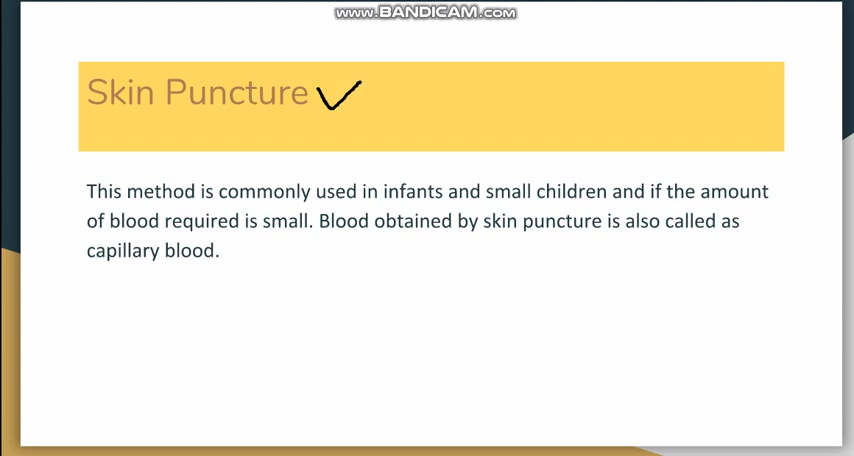 www.BANDICAM.com
Skin Puncture
This method is commonly used in infants and small children and if the amount
of blood required is small. Blood obtained by skin puncture is also called as
capillary blood.